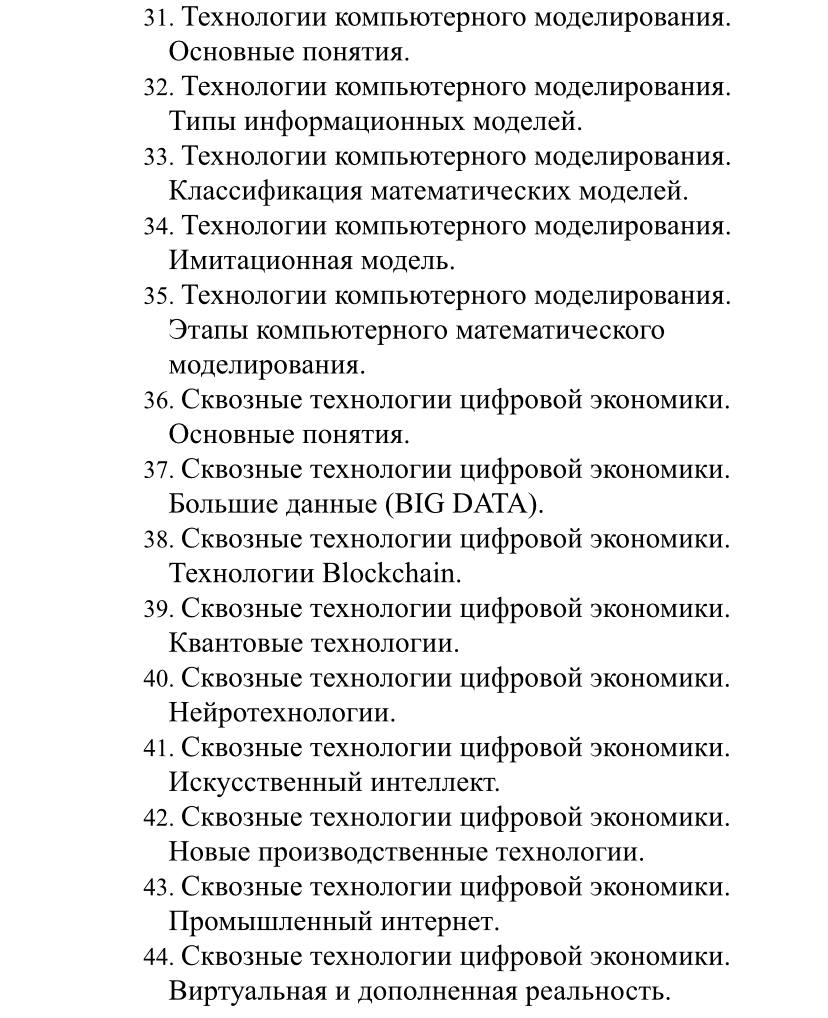 31. Технологии компьютерного моделирования.
Основные понятия.
32. Технологии компьютерного моделирования.
Типы информационных моделей.
33. Технологии компьютерного моделирования.
Классификация математических моделей.
34. Технологии компьютерного моделирования.
Имитационная модель.
35. Технологии компьютерного моделирования.
Этапы компьютерного математического
моделирования.
36. Сквозные технологии цифровой экономики.
Основные понятия.
37. Сквозные технологии цифровой экономики.
Большие данные (BIG DATA).
38. Сквозные технологии цифровой экономики.
Технологии Blockchain.
39. Сквозные технологии цифровой экономики.
Квантовые технологии.
40. Сквозные технологии цифровой экономики.
Нейротехнологии.
41. Сквозные технологии цифровой экономики.
Искусственный интеллект.
42. Сквозные технологии цифровой экономики.
Новые производственные технологии.
43. Сквозные технологии цифровой экономики.
Промышленный интернет.
44. Сквозные технологии цифровой экономики.
Виртуальная и дополненная реальность.